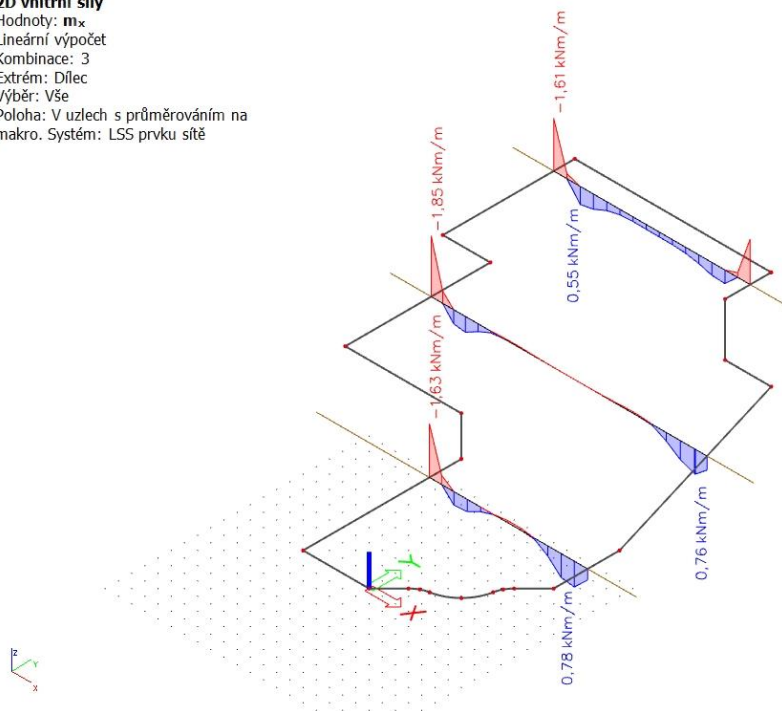 2D vnitřní síly
Hodnoty: mx
Lineární výpočet
Kombinace: 3
Extrém: Dílec
Výběr: Vše
Poloha: V uzlech s průměrováním na
makro. Systém: LSS prvku sítě
-1,61 kNm/m
-1,85 kNm/m
0,55 kNm/m
-1,63 kNm/m
0,76 kNm/m
0,78 kNm/m
Y
X
Z
Y
X